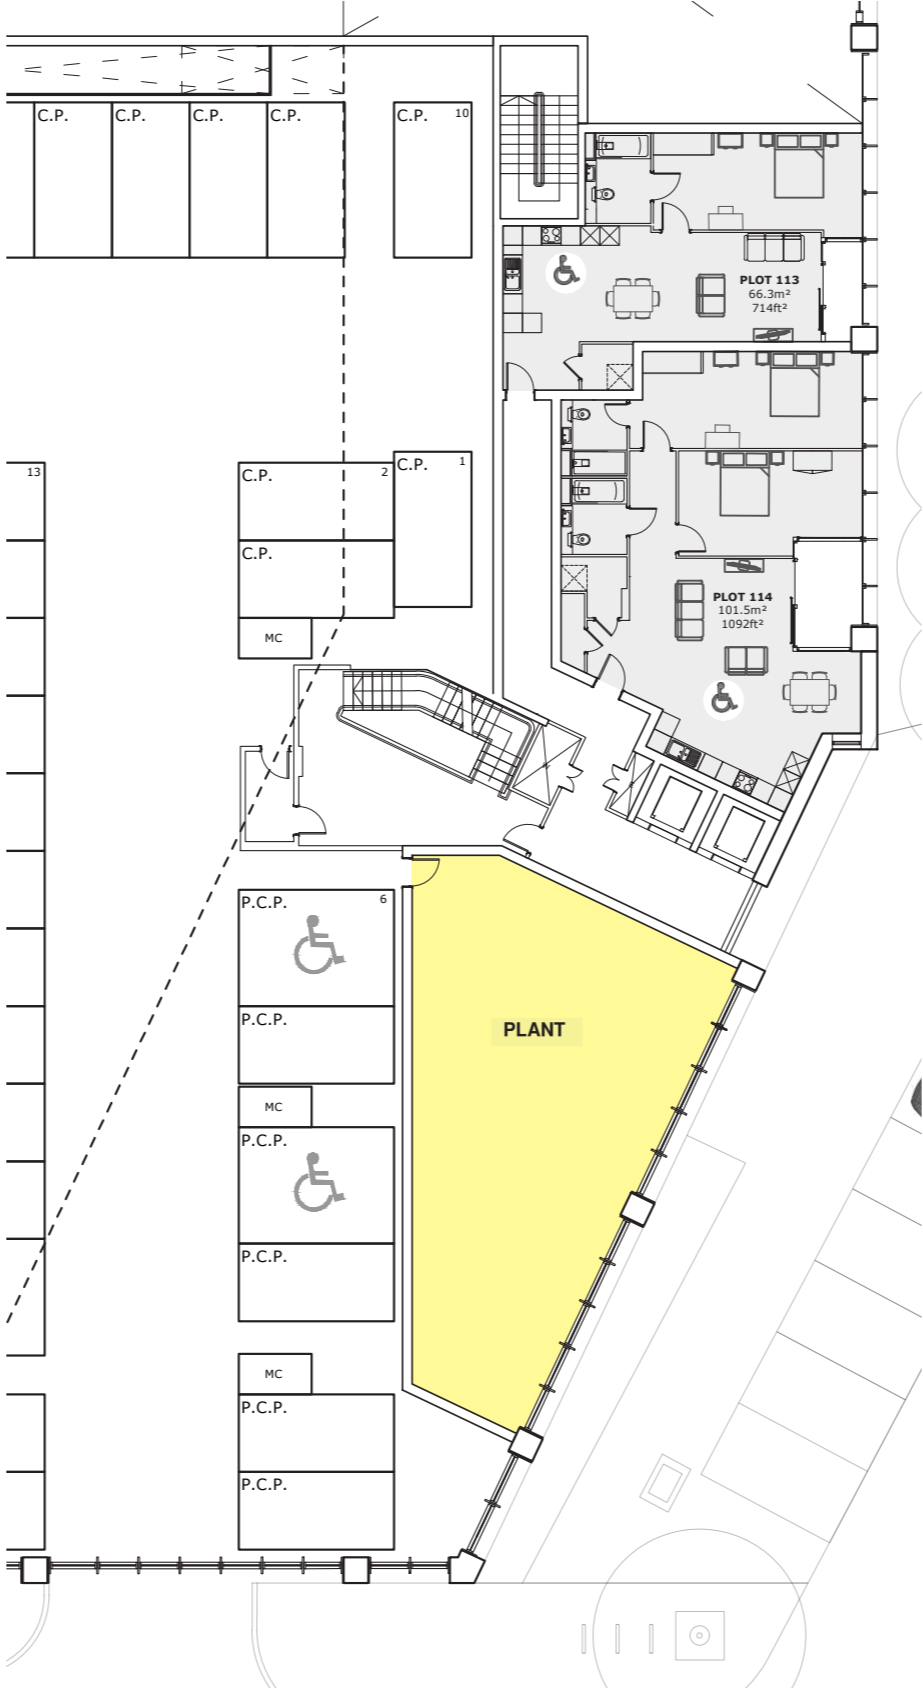 C.P.
C.P.
C.P.
C.P.
C.P. 10
PLOT 113
66.3m²
714ft²
13
C.P. 2
C.P. 1
C.P.
MC
PLOT 114
101.5m²
1092ft²
P.C.P. 6
P.C.P.
PLANT
MC
P.C.P.
P.C.P.
MC
P.C.P.
P.C.P.